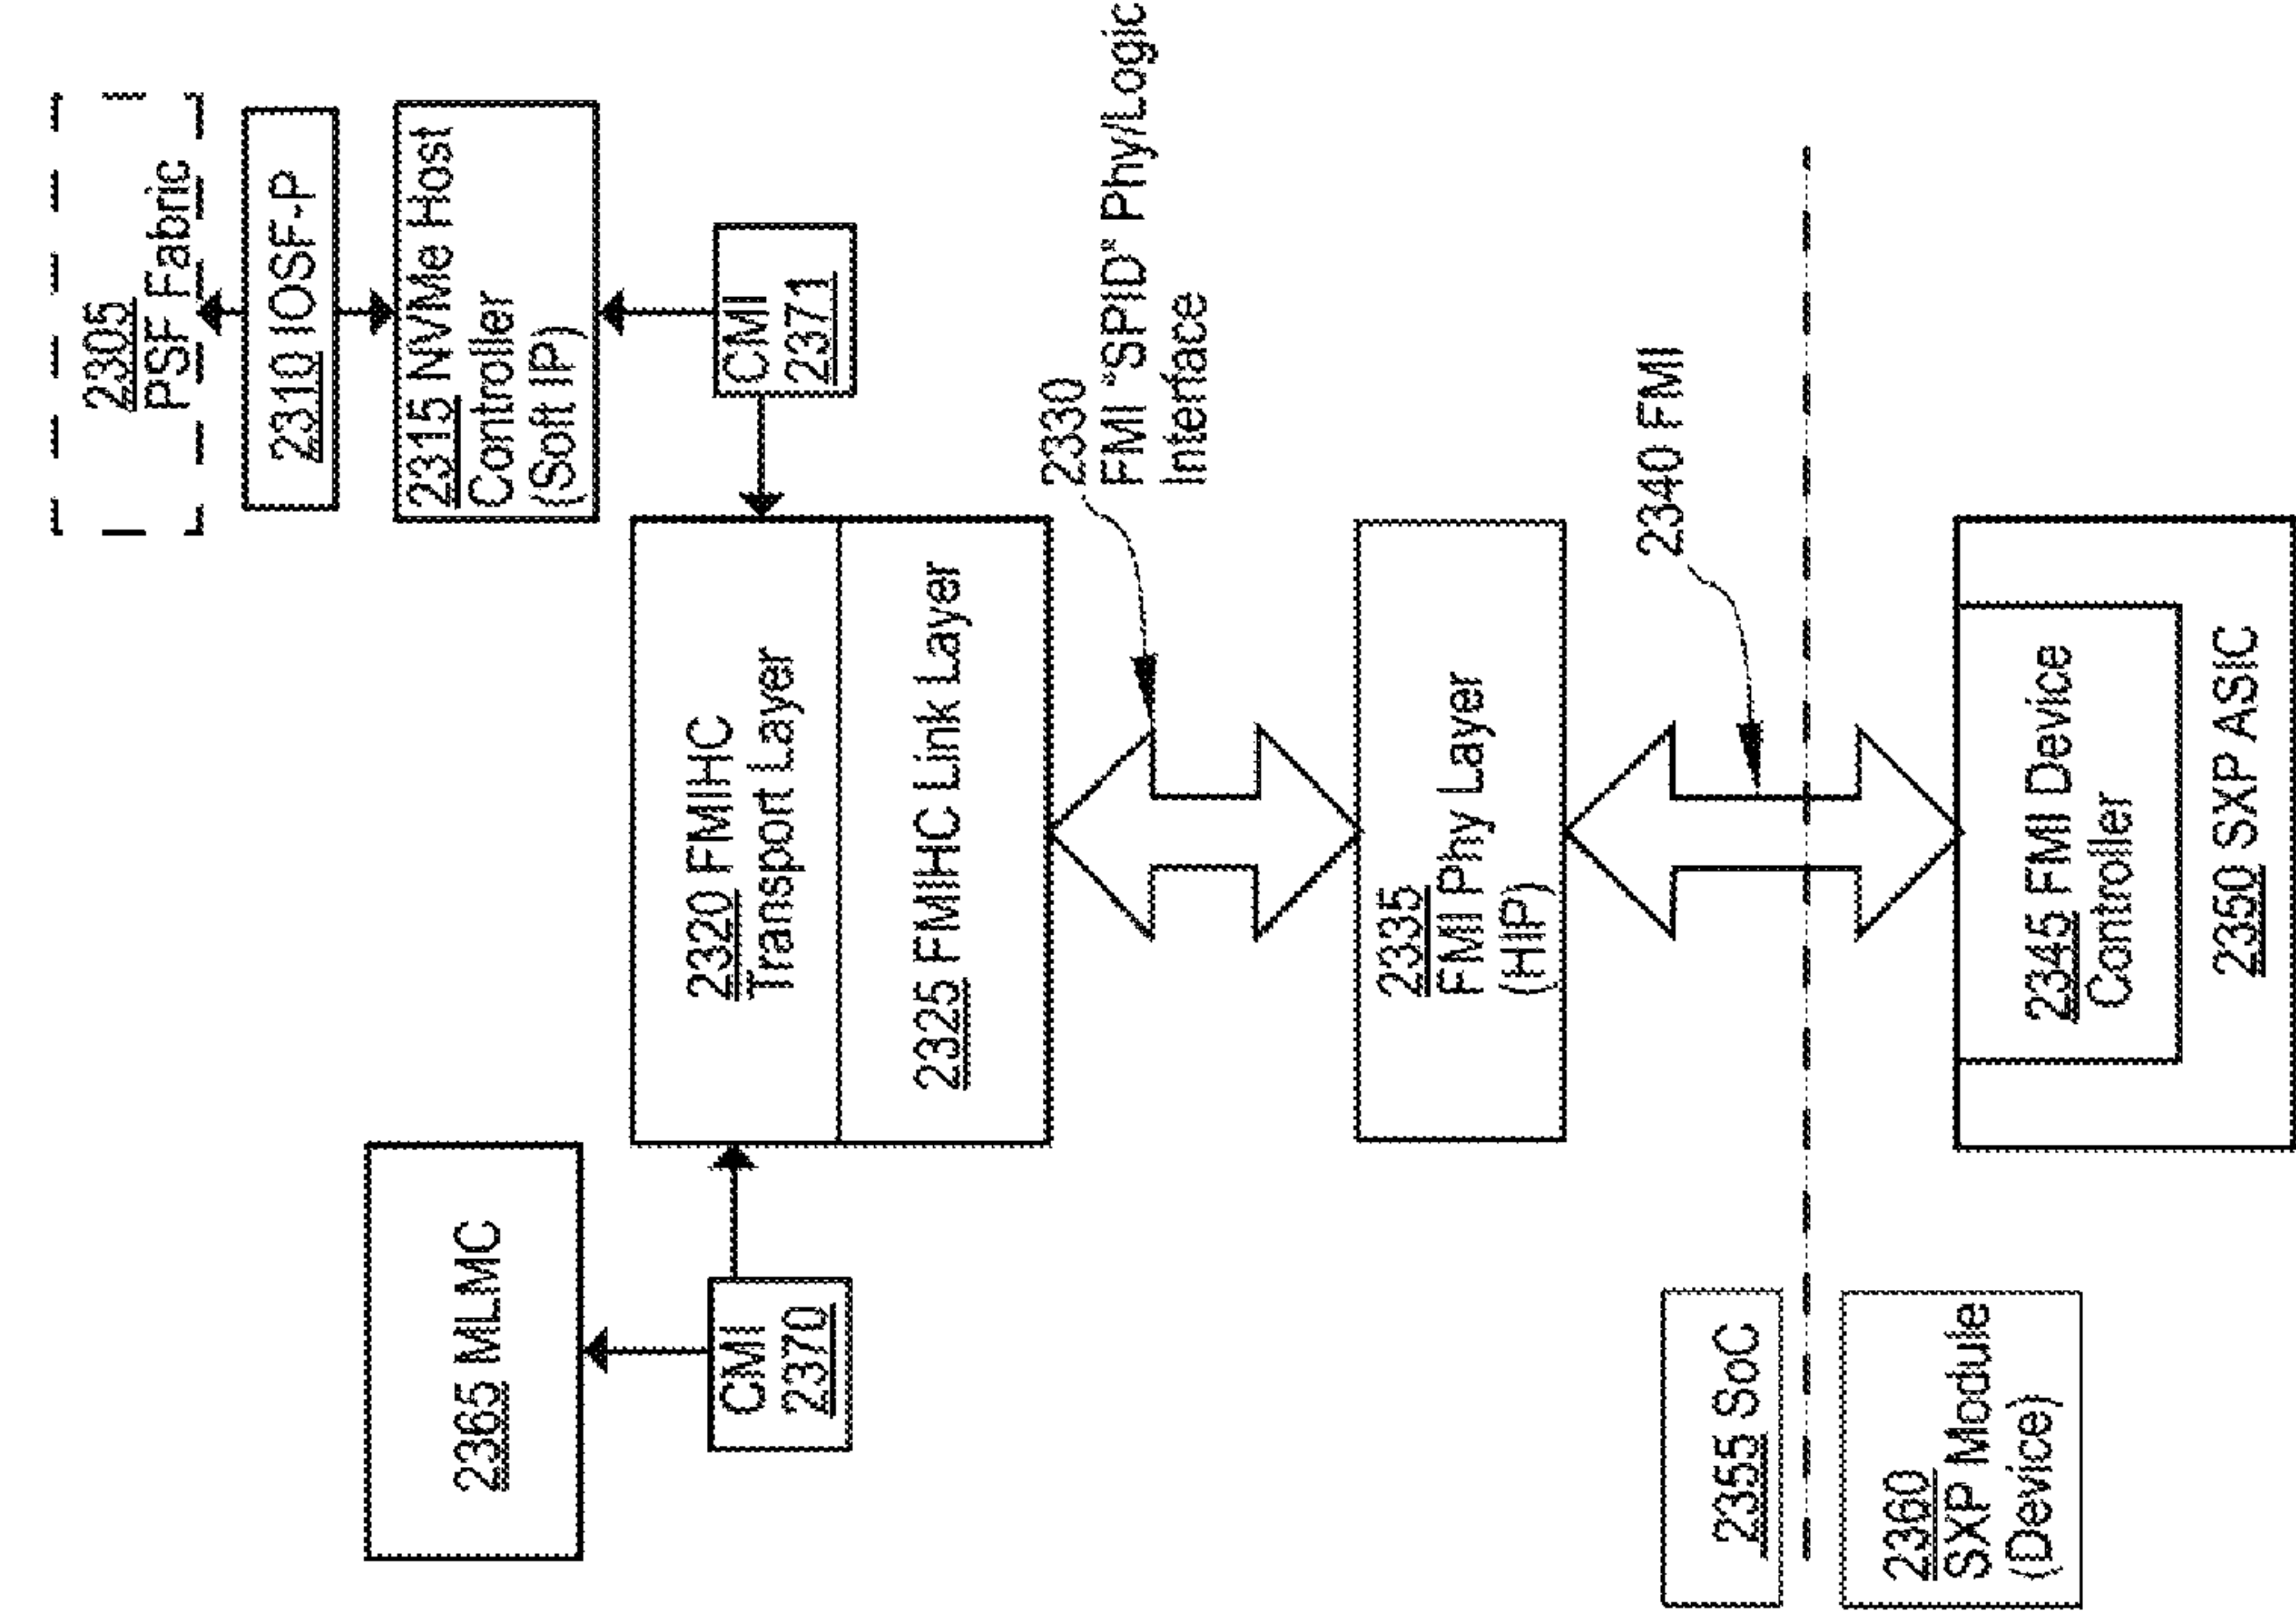 2305
PSF Fabric
2310 IOSF-P
2315 NVMe Host
Controller
(Soft IP)
2365 MLMC
CMI
2371
CMI
2370
2320 FMIHC
Transport Layer
2325 FMIHC Link Layer
2330
FMI "SPID" Phy/Logic
Interface
2335
FMI Phy Layer
(HIP)
2340 FMI
2355 SoC
2360
SXP Module
(Device)
2345 FMI Device
Controller
2350 SXP ASIC